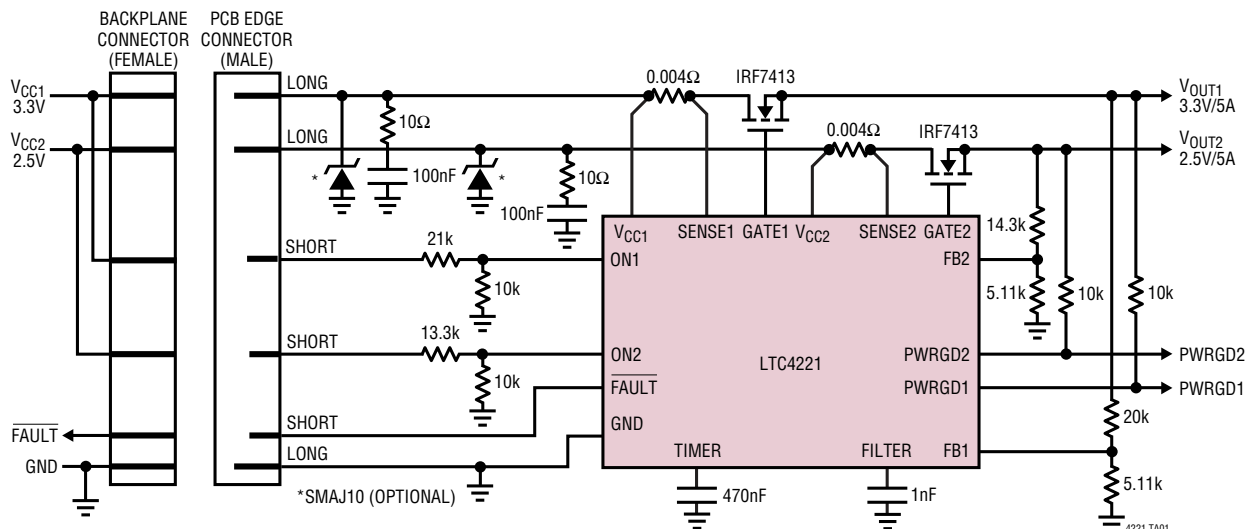 BACKPLANE
CONNECTOR
(FEMALE)
PCB EDGE
CONNECTOR
(MALE)
VCC1
3.3V
VCC2
2.5V
LONG
LONG
0.004Ω
IRF7413
VOUT1
3.3V/5A
0.004Ω
IRF7413
VOUT2
2.5V/5A
10Ω
*
100nF
*
10Ω
100nF
SHORT
21k
10k
VCC1
SENSE1
GATE1
VCC2
SENSE2
GATE2
ON1
FB2
14.3k
5.11k
10k
10k
SHORT
13.3k
10k
ON2
LTC4221
PWRGD2
PWRGD2
FAULT
PWRGD1
PWRGD1
GND
20k
FAULT
SHORT
GND
LONG
TIMER
FILTER
FB1
*SMAJ10 (OPTIONAL)
470nF
1nF
5.11k
4221 TA01